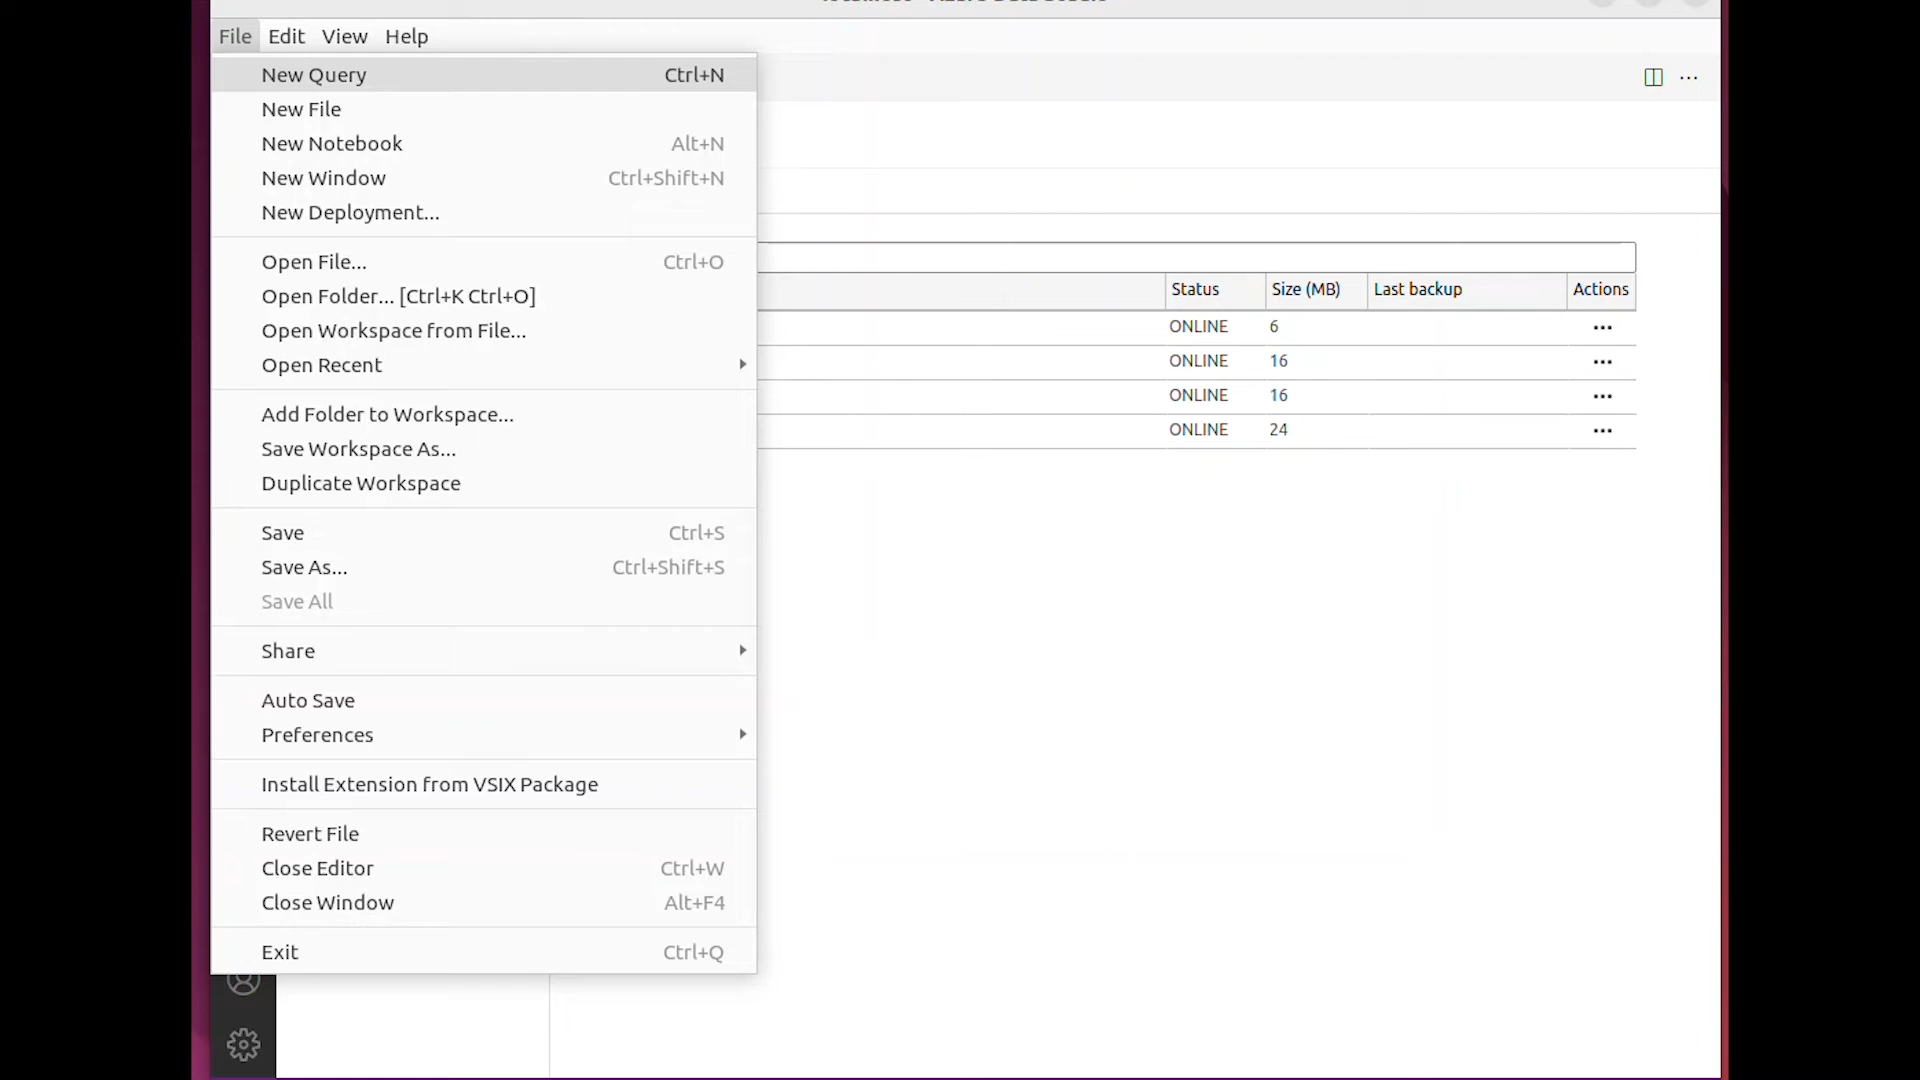 File Edit View Help
New Query Ctrl+N
New File
New Notebook Alt+N
New Window Ctrl+Shift+N
New Deployment...
Open File... Ctrl+O
Open Folder... [Ctrl+K Ctrl+O]
Open Workspace from File...
Open Recent
Add Folder to Workspace...
Save Workspace As...
Duplicate Workspace
Save Ctrl+S
Save As... Ctrl+Shift+S
Save All
Share
Auto Save
Preferences
Install Extension from VSIX Package
Revert File
Close Editor Ctrl+W
Close Window Alt+F4
Exit Ctrl+Q
Status Size (MB) Last backup Actions
ONLINE 6
ONLINE 16
ONLINE 16
ONLINE 24